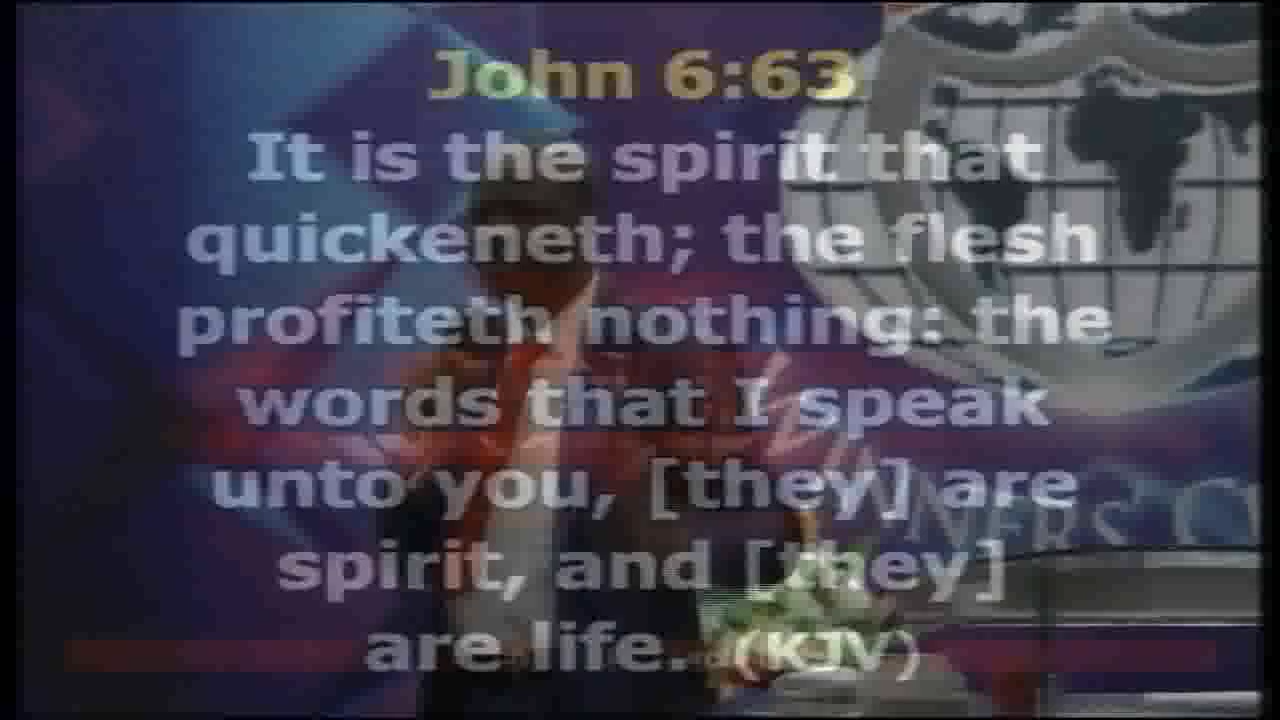 John 6:63
It is the spirit that
quickeneth; the flesh
profiteth nothing: the
words that I speak
unto you, [they] are
spirit, and [they]
are life. (KJV)